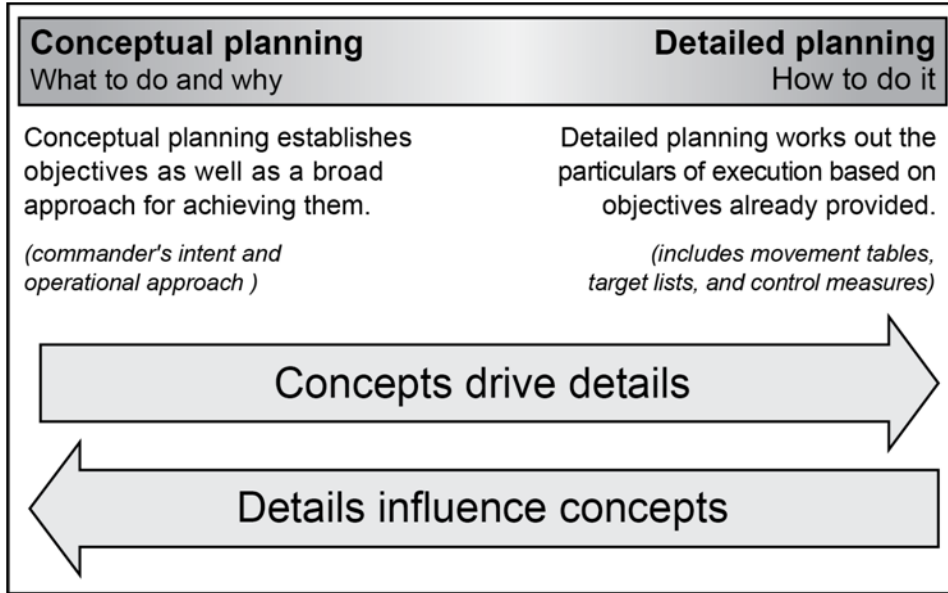 Conceptual planning
What to do and why
Detailed planning
How to do it
Conceptual planning establishes
objectives as well as a broad
approach for achieving them.
(commander's intent and
operational approach )
Detailed planning works out the
particulars of execution based on
objectives already provided.
(includes movement tables,
target lists, and control measures)
Concepts drive details
Details influence concepts